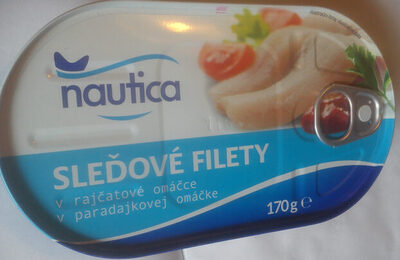 nautica
SLEĎOVÉ FILETY
v rajčatové omáčce
v paradajkovej omáčke
170g ℮